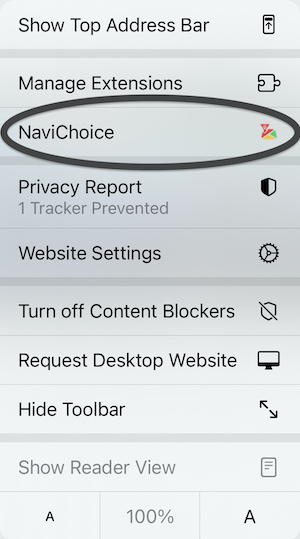 Show Top Address Bar
Manage Extensions
NaviChoice
Privacy Report
1 Tracker Prevented
Website Settings
Turn off Content Blockers
Request Desktop Website
Hide Toolbar
Show Reader View
A 100% A